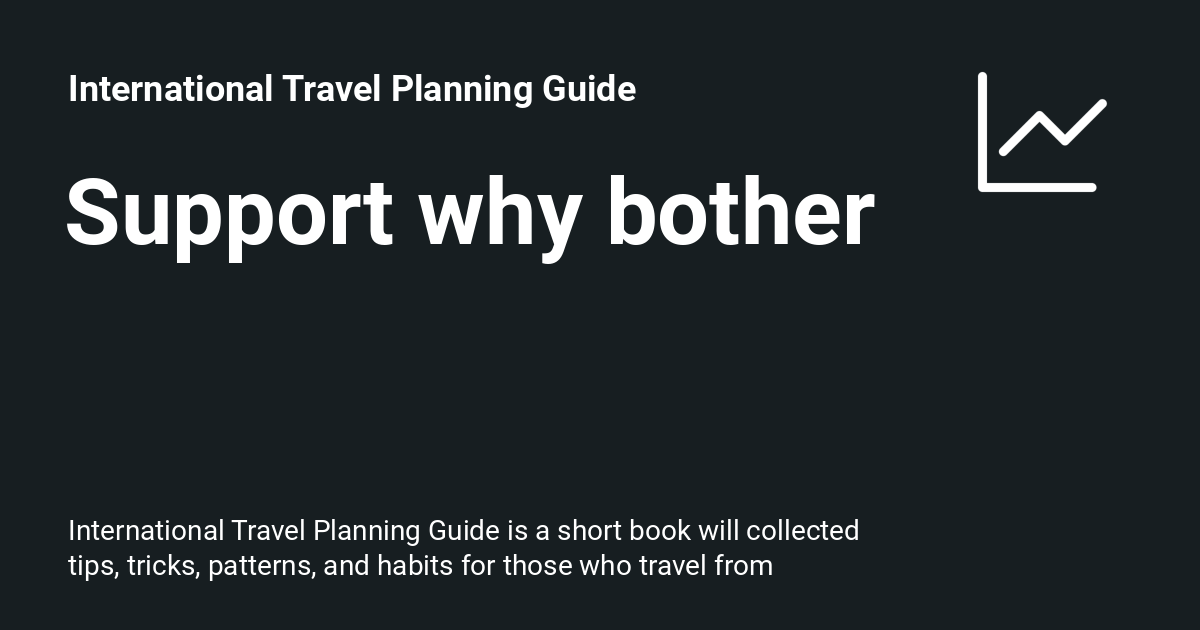 International Travel Planning Guide
Support why bother
International Travel Planning Guide is a short book will collected
tips, tricks, patterns, and habits for those who travel from